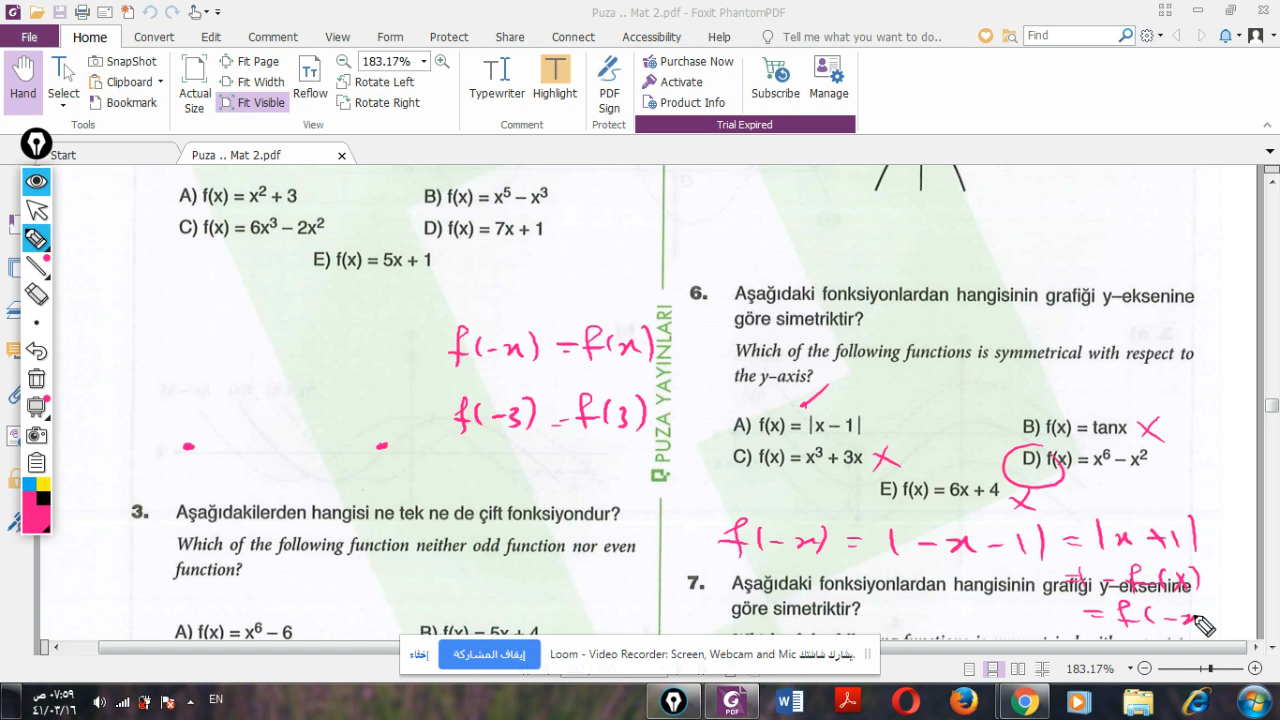 Puza .. Mat 2.pdf - Foxit PhantomPDF
File Home Convert Edit Comment View Form Protect Share Connect Accessibility Help Tell me what you want to do.. Find
Hand
Select
SnapShot
Clipboard
Bookmark
Tools
Actual Size
Fit Page
Fit Width
Fit Visible
Reflow
183.17%
Rotate Left
Rotate Right
View
Typewriter
Highlight
Comment
PDF Sign
Protect
Purchase Now
Activate
Product Info
Trial Expired
Subscribe
Manage
Start
Puza .. Mat 2.pdf
A) f(x) = x² + 3
B) f(x) = x⁵ – x³
C) f(x) = 6x³ – 2x²
D) f(x) = 7x + 1
E) f(x) = 5x + 1
f(-x) = f(x)
f(-3) = f(3)
3. Aşağıdakilerden hangisi ne tek ne de çift fonksiyondur?
Which of the following function neither odd function nor even
function?
A) f(x) = x⁶ – 6
B) f(x) = 5x + 4
PUZA YAYINLARI
6. Aşağıdaki fonksiyonlardan hangisinin grafiği y–eksenine
göre simetriktir?
Which of the following functions is symmetrical with respect to
the y–axis?
A) f(x) = |x – 1|
B) f(x) = tanx
C) f(x) = x³ + 3x
D) f(x) = x⁶ – x²
E) f(x) = 6x + 4
f(-x) = |-x-1| = |x+1|
- f(x)
= f(-x
7. Aşağıdaki fonksiyonlardan hangisinin grafiği y–eksenine
göre simetriktir?
إخفاء
إيقاف المشاركة
Loom - Video Recorder: Screen, Webcam and Mic يشارك شاشتك.
183.17%
٠٧:٥٩ ص
٤١/٠٣/١٦
EN
PDF